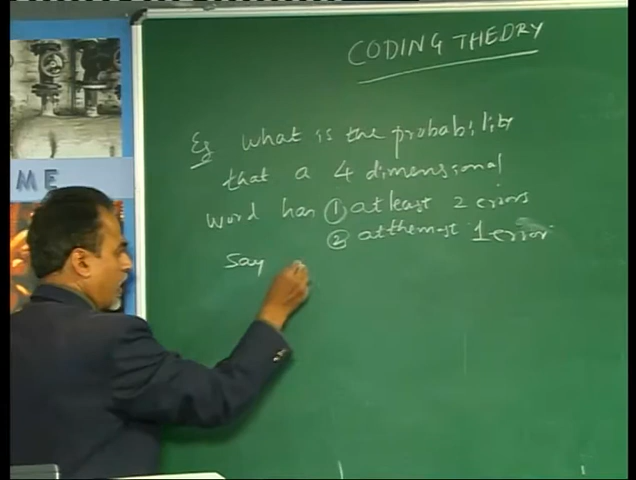 CODING THEORY
Eg What is the probability
that a 4 dimensional
word has ① at least 2 errors
② at the most 1 error
Say
ME